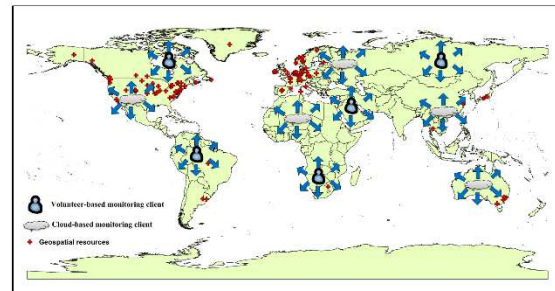 Volunteer-based monitoring client
Cloud-based monitoring client
Geospatial resources